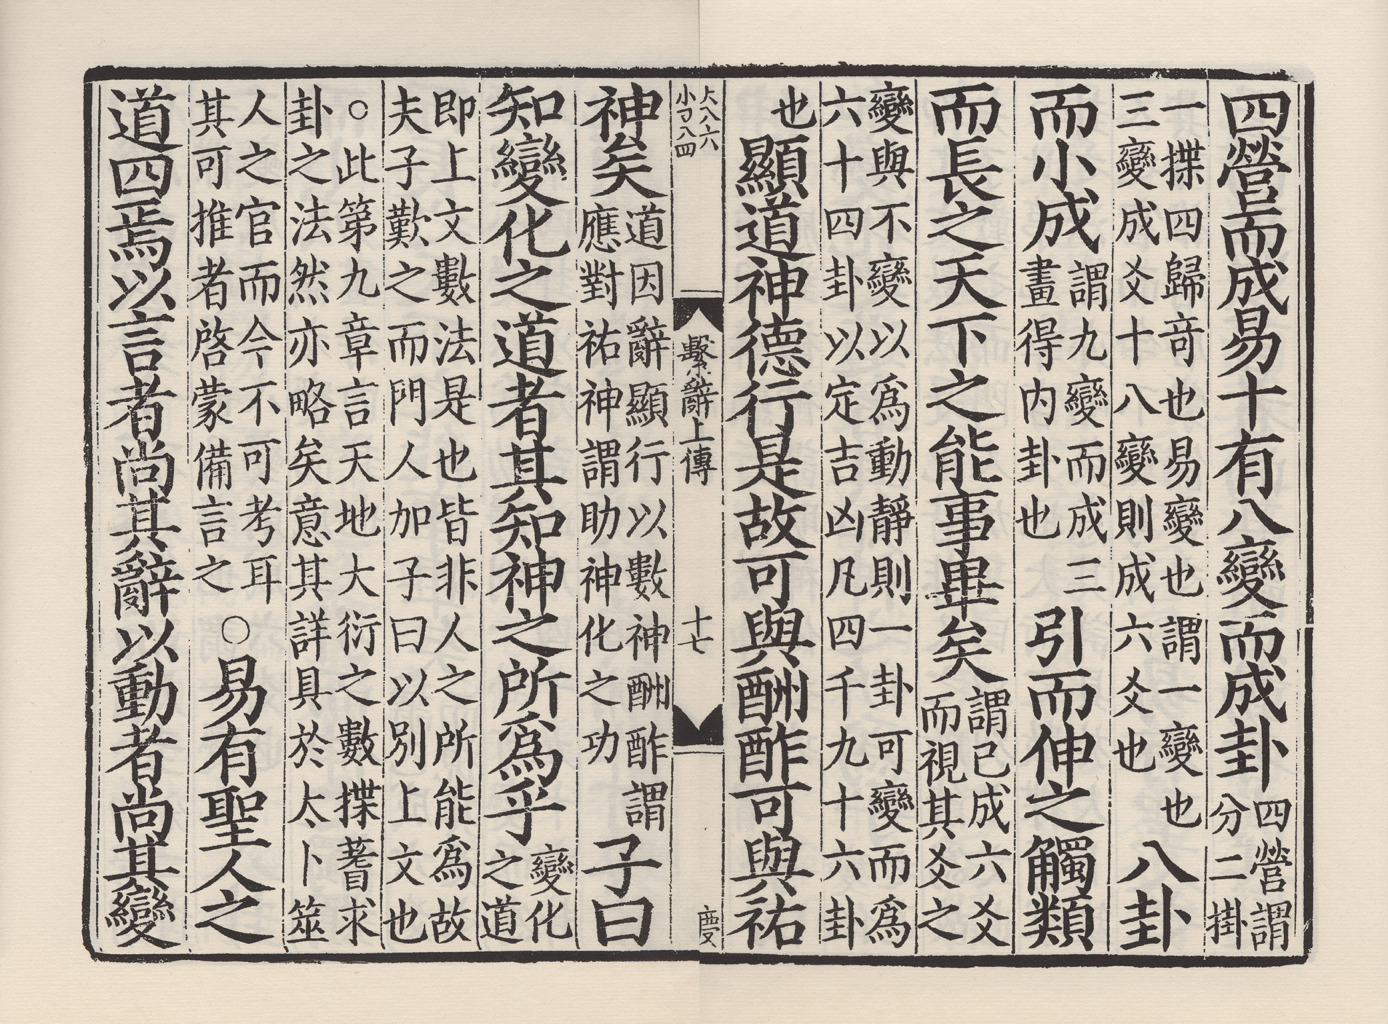 四營而成易十有八變而成卦四營謂分二掛
一揲四歸竒也易變也謂一變也三變成爻十八變則成六爻也八卦
而小成謂九變而成三畫得内卦也引而伸之觸類
而長之天下之能事畢矣謂已成六爻而視其爻之
變與不變以爲動靜則一卦可變而爲六十四卦以定吉凶凡四千九十六卦
也顯道神德行是故可與酬酢可與祐
繫辭上傳 十七 慶
神矣道因辭顯行以數神酬酢謂應對祐神謂助神化之功子曰
知變化之道者其知神之所爲乎變化之道
即上文數法是也皆非人之所能爲故夫子歎之而門人加子曰以別上文也
○此第九章言天地大衍之數揲蓍求卦之法然亦略矣意其詳具於太卜筮
人之官而今不可考耳其可推者啓蒙備言之○易有聖人之
道四焉以言者尚其辭以動者尚其變